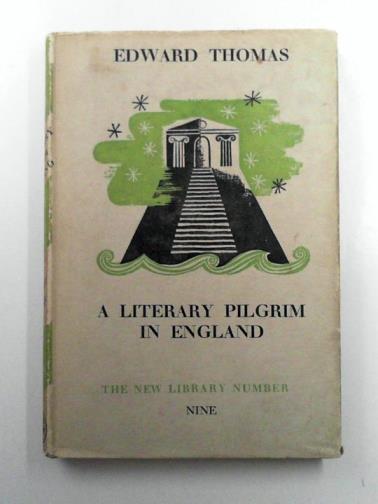 EDWARD THOMAS
A LITERARY PILGRIM
IN ENGLAND
THE NEW LIBRARY NUMBER
NINE